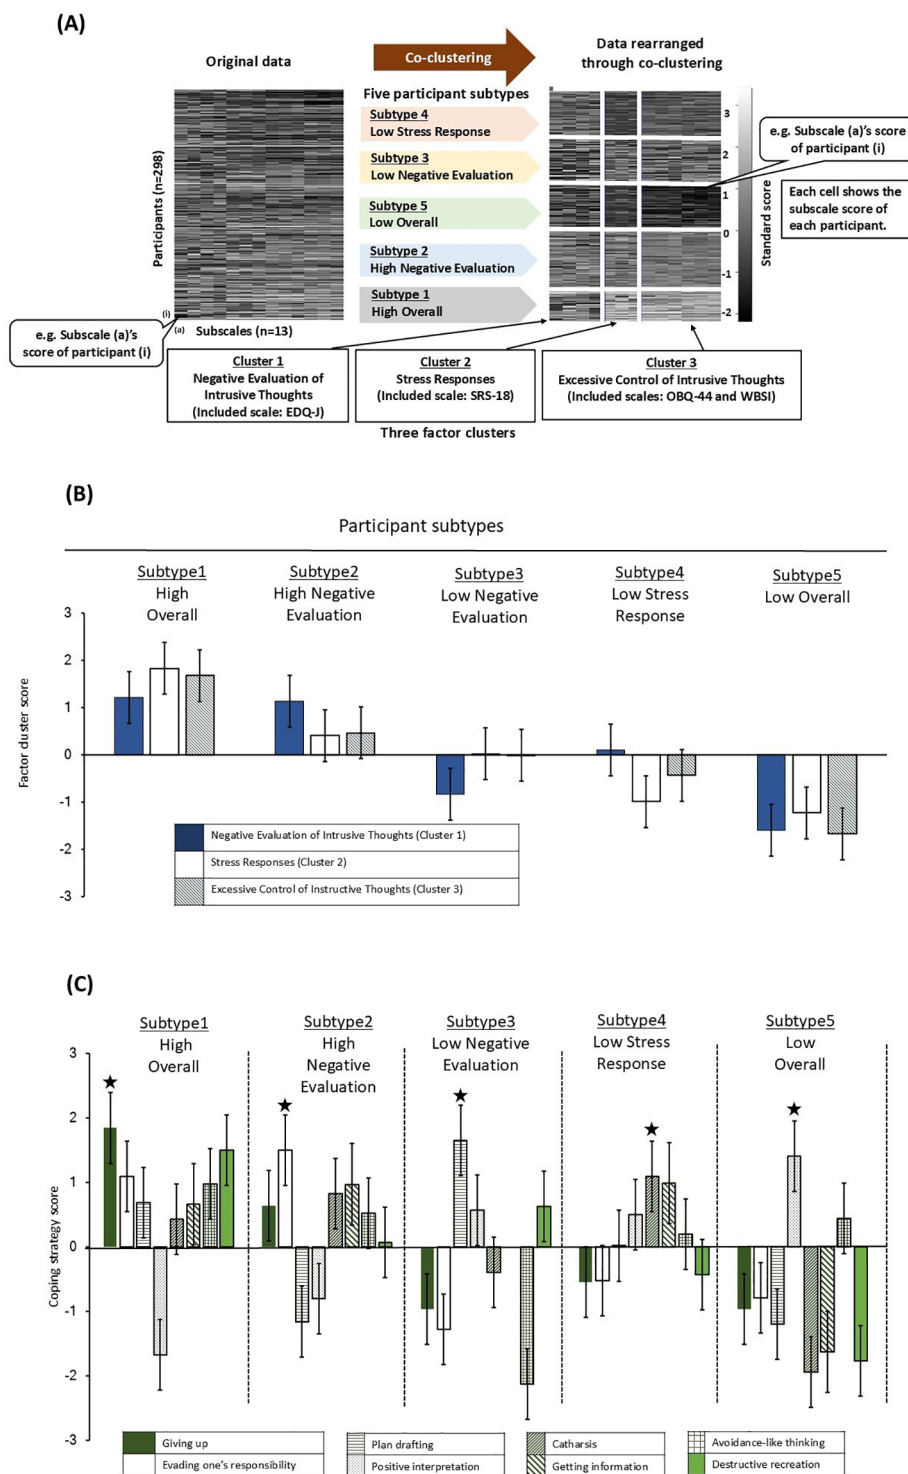 (A)
Original data
Co-clustering
Data rearranged
through co-clustering
Five participant subtypes
Subtype 4
Low Stress Response
Subtype 3
Low Negative Evaluation
Subtype 5
Low Overall
Subtype 2
High Negative Evaluation
Subtype 1
High Overall
Participants (n=298)
(i)
(a)
Subscales (n=13)
e.g. Subscale (a)'s
score of participant (i)
3
2
1
0
-1
-2
Standard score
e.g. Subscale (a)'s score
of participant (i)
Each cell shows the
subscale score of
each participant.
Cluster 1
Negative Evaluation of
Intrusive Thoughts
(Included scale: EDQ-J)
Cluster 2
Stress Responses
(Included scale: SRS-18)
Cluster 3
Excessive Control of Intrusive Thoughts
(Included scales: OBQ-44 and WBSI)
Three factor clusters
(B)
Participant subtypes
Subtype1
High
Overall
Subtype2
High Negative
Evaluation
Subtype3
Low Negative
Evaluation
Subtype4
Low Stress
Response
Subtype5
Low Overall
Factor cluster score
3
2
1
0
-1
-2
-3
Negative Evaluation of Intrusive Thoughts (Cluster 1)
Stress Responses (Cluster 2)
Excessive Control of Instructive Thoughts (Cluster 3)
(C)
Subtype1
High
Overall
Subtype2
High
Negative
Evaluation
Subtype3
Low Negative
Evaluation
Subtype4
Low Stress
Response
Subtype5
Low
Overall
Coping strategy score
3
2
1
0
-1
-2
-3
Giving up
Evading one's responsibility
Plan drafting
Positive interpretation
Catharsis
Getting information
Avoidance-like thinking
Destructive recreation